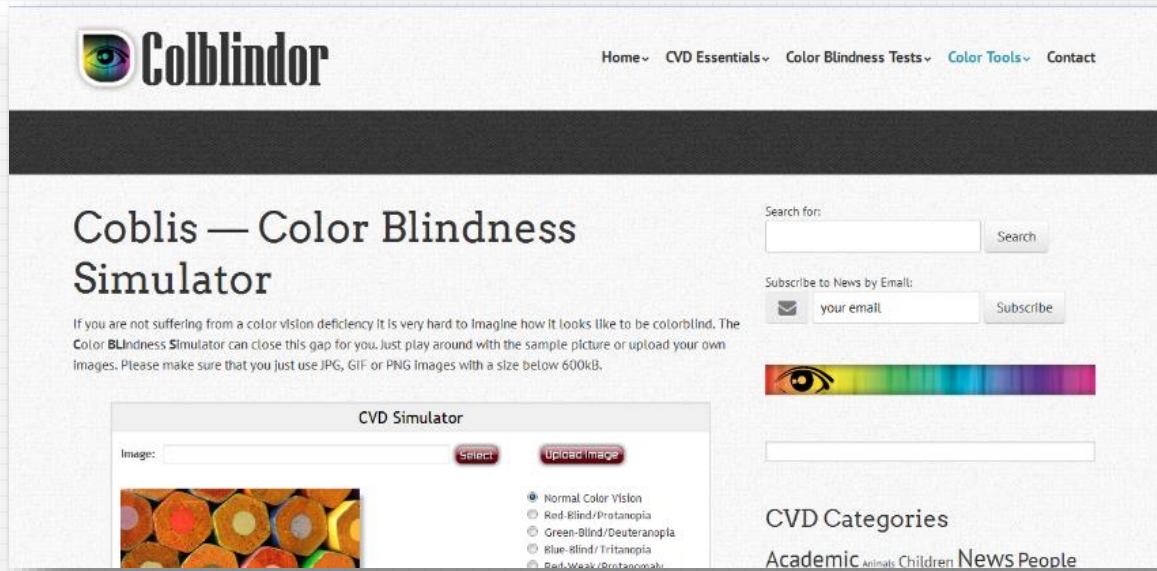 Colblindor
Home CVD Essentials Color Blindness Tests Color Tools Contact
Coblis — Color Blindness
Simulator
If you are not suffering from a color vision deficiency it is very hard to imagine how it looks like to be colorblind. The
Color BLIndness Simulator can close this gap for you. Just play around with the sample picture or upload your own
images. Please make sure that you just use JPG, GIF or PNG images with a size below 600kB.
CVD Simulator
Image: Select Upload Image
Normal Color Vision
Red-Blind/Protanopia
Green-Blind/Deuteranopia
Blue-Blind/Tritanopia
Red-Weak/Protanomaly
Search for:
Search
Subscribe to News by Email:
your email Subscribe
CVD Categories
Academic Animals Children News People